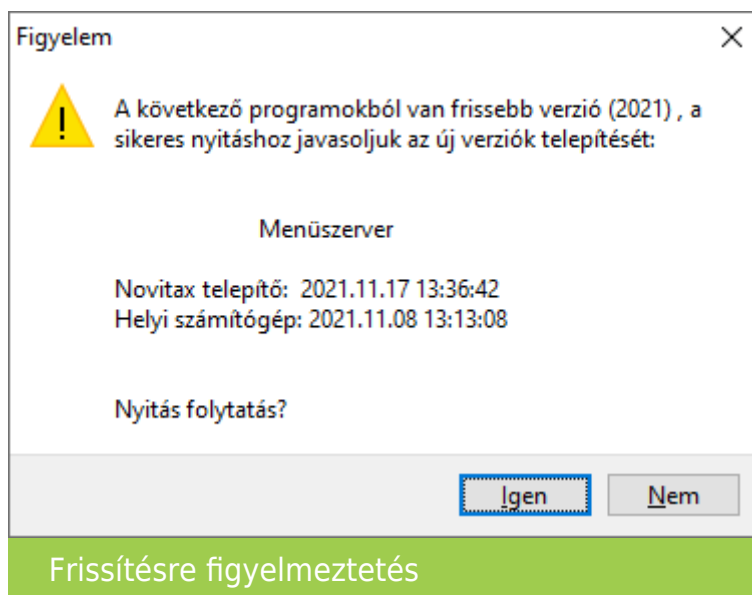 Figyelem
A következő programokból van frissebb verzió (2021) , a
sikeres nyitáshoz javasoljuk az új verziók telepítését:
Menüszerver
Novitax telepítő: 2021.11.17 13:36:42
Helyi számítógép: 2021.11.08 13:13:08
Nyitás folytatás?
Igen Nem
Frissítésre figyelmeztetés